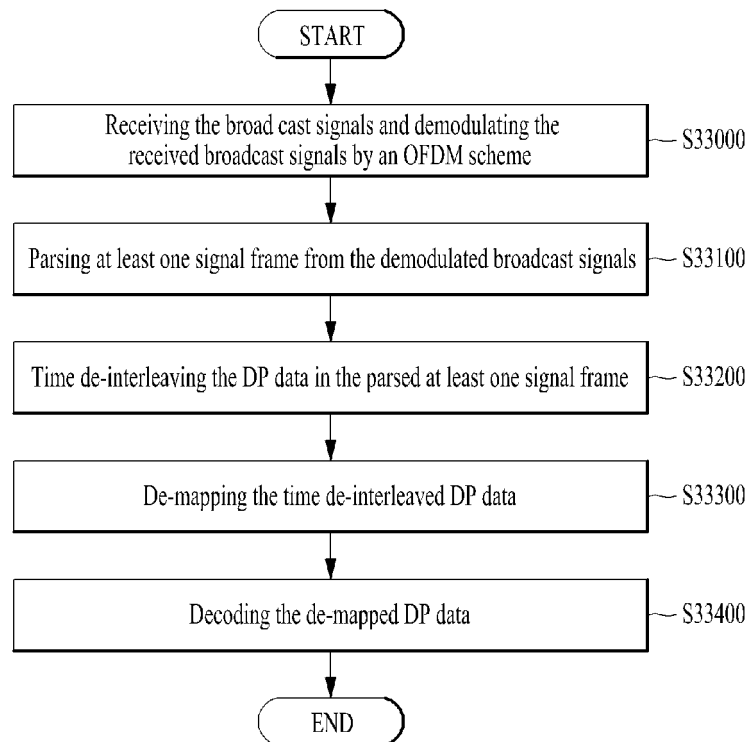 START
Receiving the broad cast signals and demodulating the
received broadcast signals by an OFDM scheme
S33000
Parsing at least one signal frame from the demodulated broadcast signals
S33100
Time de-interleaving the DP data in the parsed at least one signal frame
S33200
De-mapping the time de-interleaved DP data
S33300
Decoding the de-mapped DP data
S33400
END